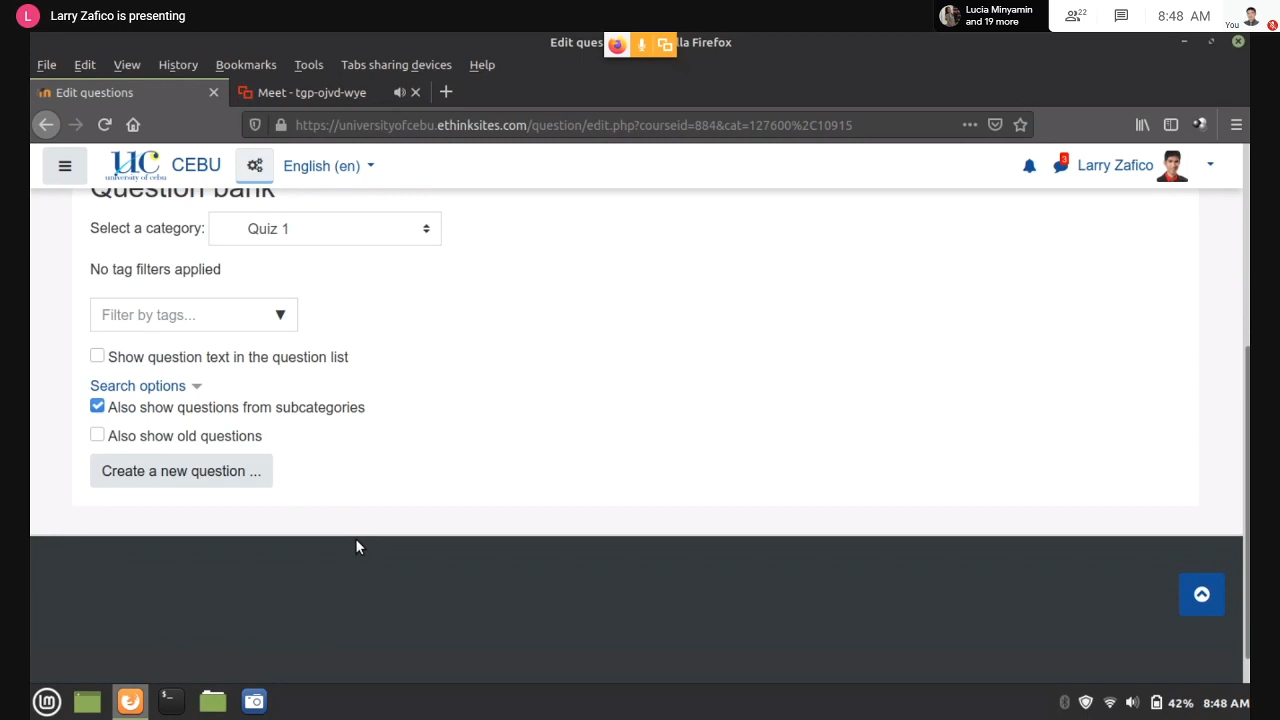 L Larry Zafico is presenting
Lucia Minyamin
and 19 more
22
8:48 AM
You
Edit ques
lla Firefox
File Edit View History Bookmarks Tools Tabs sharing devices Help
Edit questions
Meet - tgp-ojvd-wye
https://universityofcebu.ethinksites.com/question/edit.php?courseid=884&cat=127600%2C10915
UC
university of cebu
CEBU
English (en)
3
Larry Zafico
Question bank
Select a category: Quiz 1
No tag filters applied
Filter by tags...
Show question text in the question list
Search options
Also show questions from subcategories
Also show old questions
Create a new question ...
42% 8:48 AM